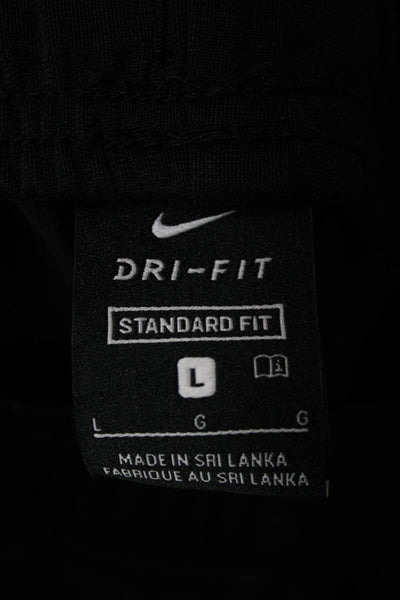 DRI-FIT
STANDARD FIT
L
L G G
MADE IN SRI LANKA
FABRIQUE AU SRI LANKA